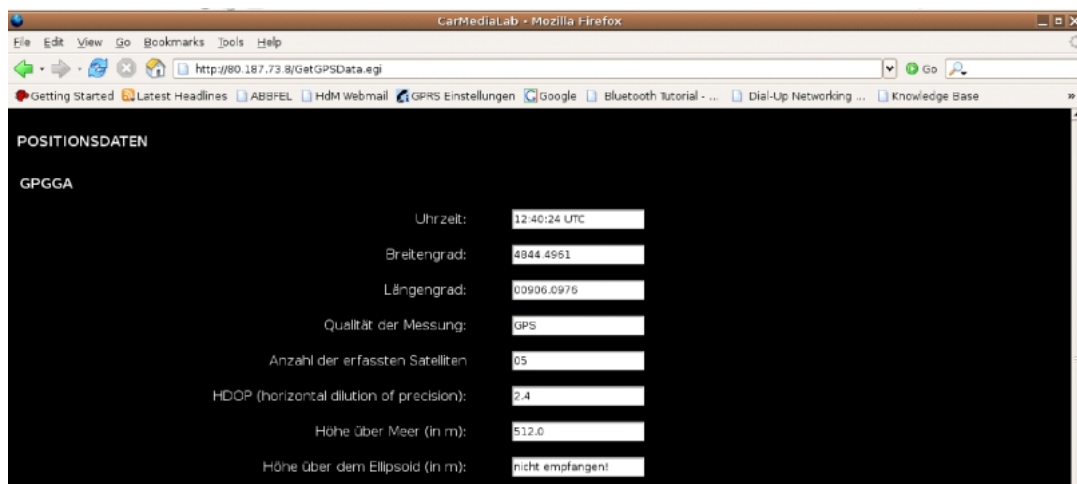 CarMediaLab - Mozilla Firefox
File Edit View Go Bookmarks Tools Help
http://80.187.73.8/GetGPSData.egi Go
Getting Started Latest Headlines ABBFEL HdM Webmail GPRS Einstellungen Google Bluetooth Tutorial - ... Dial-Up Networking ... Knowledge Base »
POSITIONSDATEN
GPGGA
Uhrzeit: 12:40:24 UTC
Breitengrad: 4844.4961
Längengrad: 00906.0976
Qualität der Messung: GPS
Anzahl der erfassten Satelliten 05
HDOP (horizontal dilution of precision): 2.4
Höhe über Meer (in m): 512.0
Höhe über dem Ellipsoid (in m): nicht empfangen!